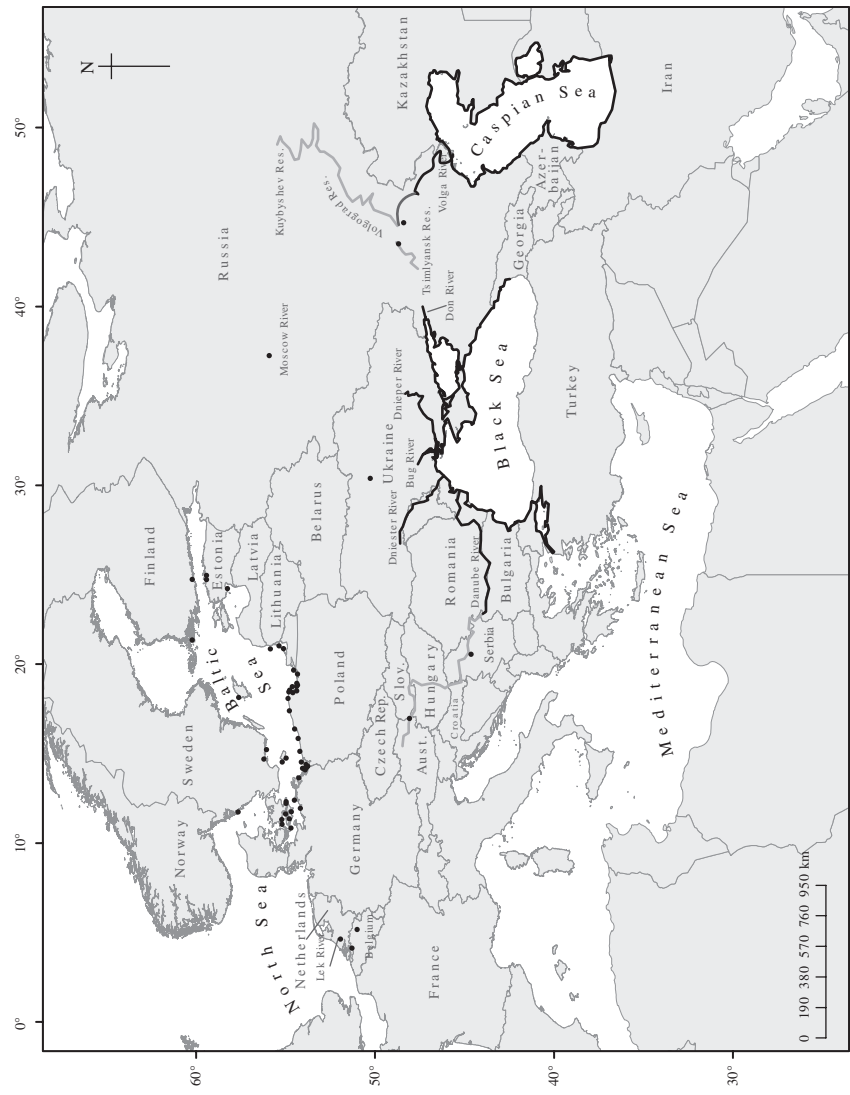 N
50°
40°
30°
20°
10°
0°
60°
50°
40°
30°
Russia
Kuybyshev Res.
Volgograd Res.
Kazakhstan
Caspian Sea
Iran
Azer-
baijan
Volga River
Georgia
Tsimlyansk Res.
Don River
Moscow River
Dnieper River
Ukraine
Bug River
Dniester River
Black Sea
Turkey
Finland
Estonia
Latvia
Lithuania
Belarus
Romania
Danube River
Bulgaria
Baltic
Sea
Sweden
Poland
Slov.
Hungary
Serbia
Czech Rep.
Aust.
Croatia
Mediterranean Sea
Norway
Germany
North Sea
Netherlands
Lek River
Belgium
France
0 190 380 570 760 950 km